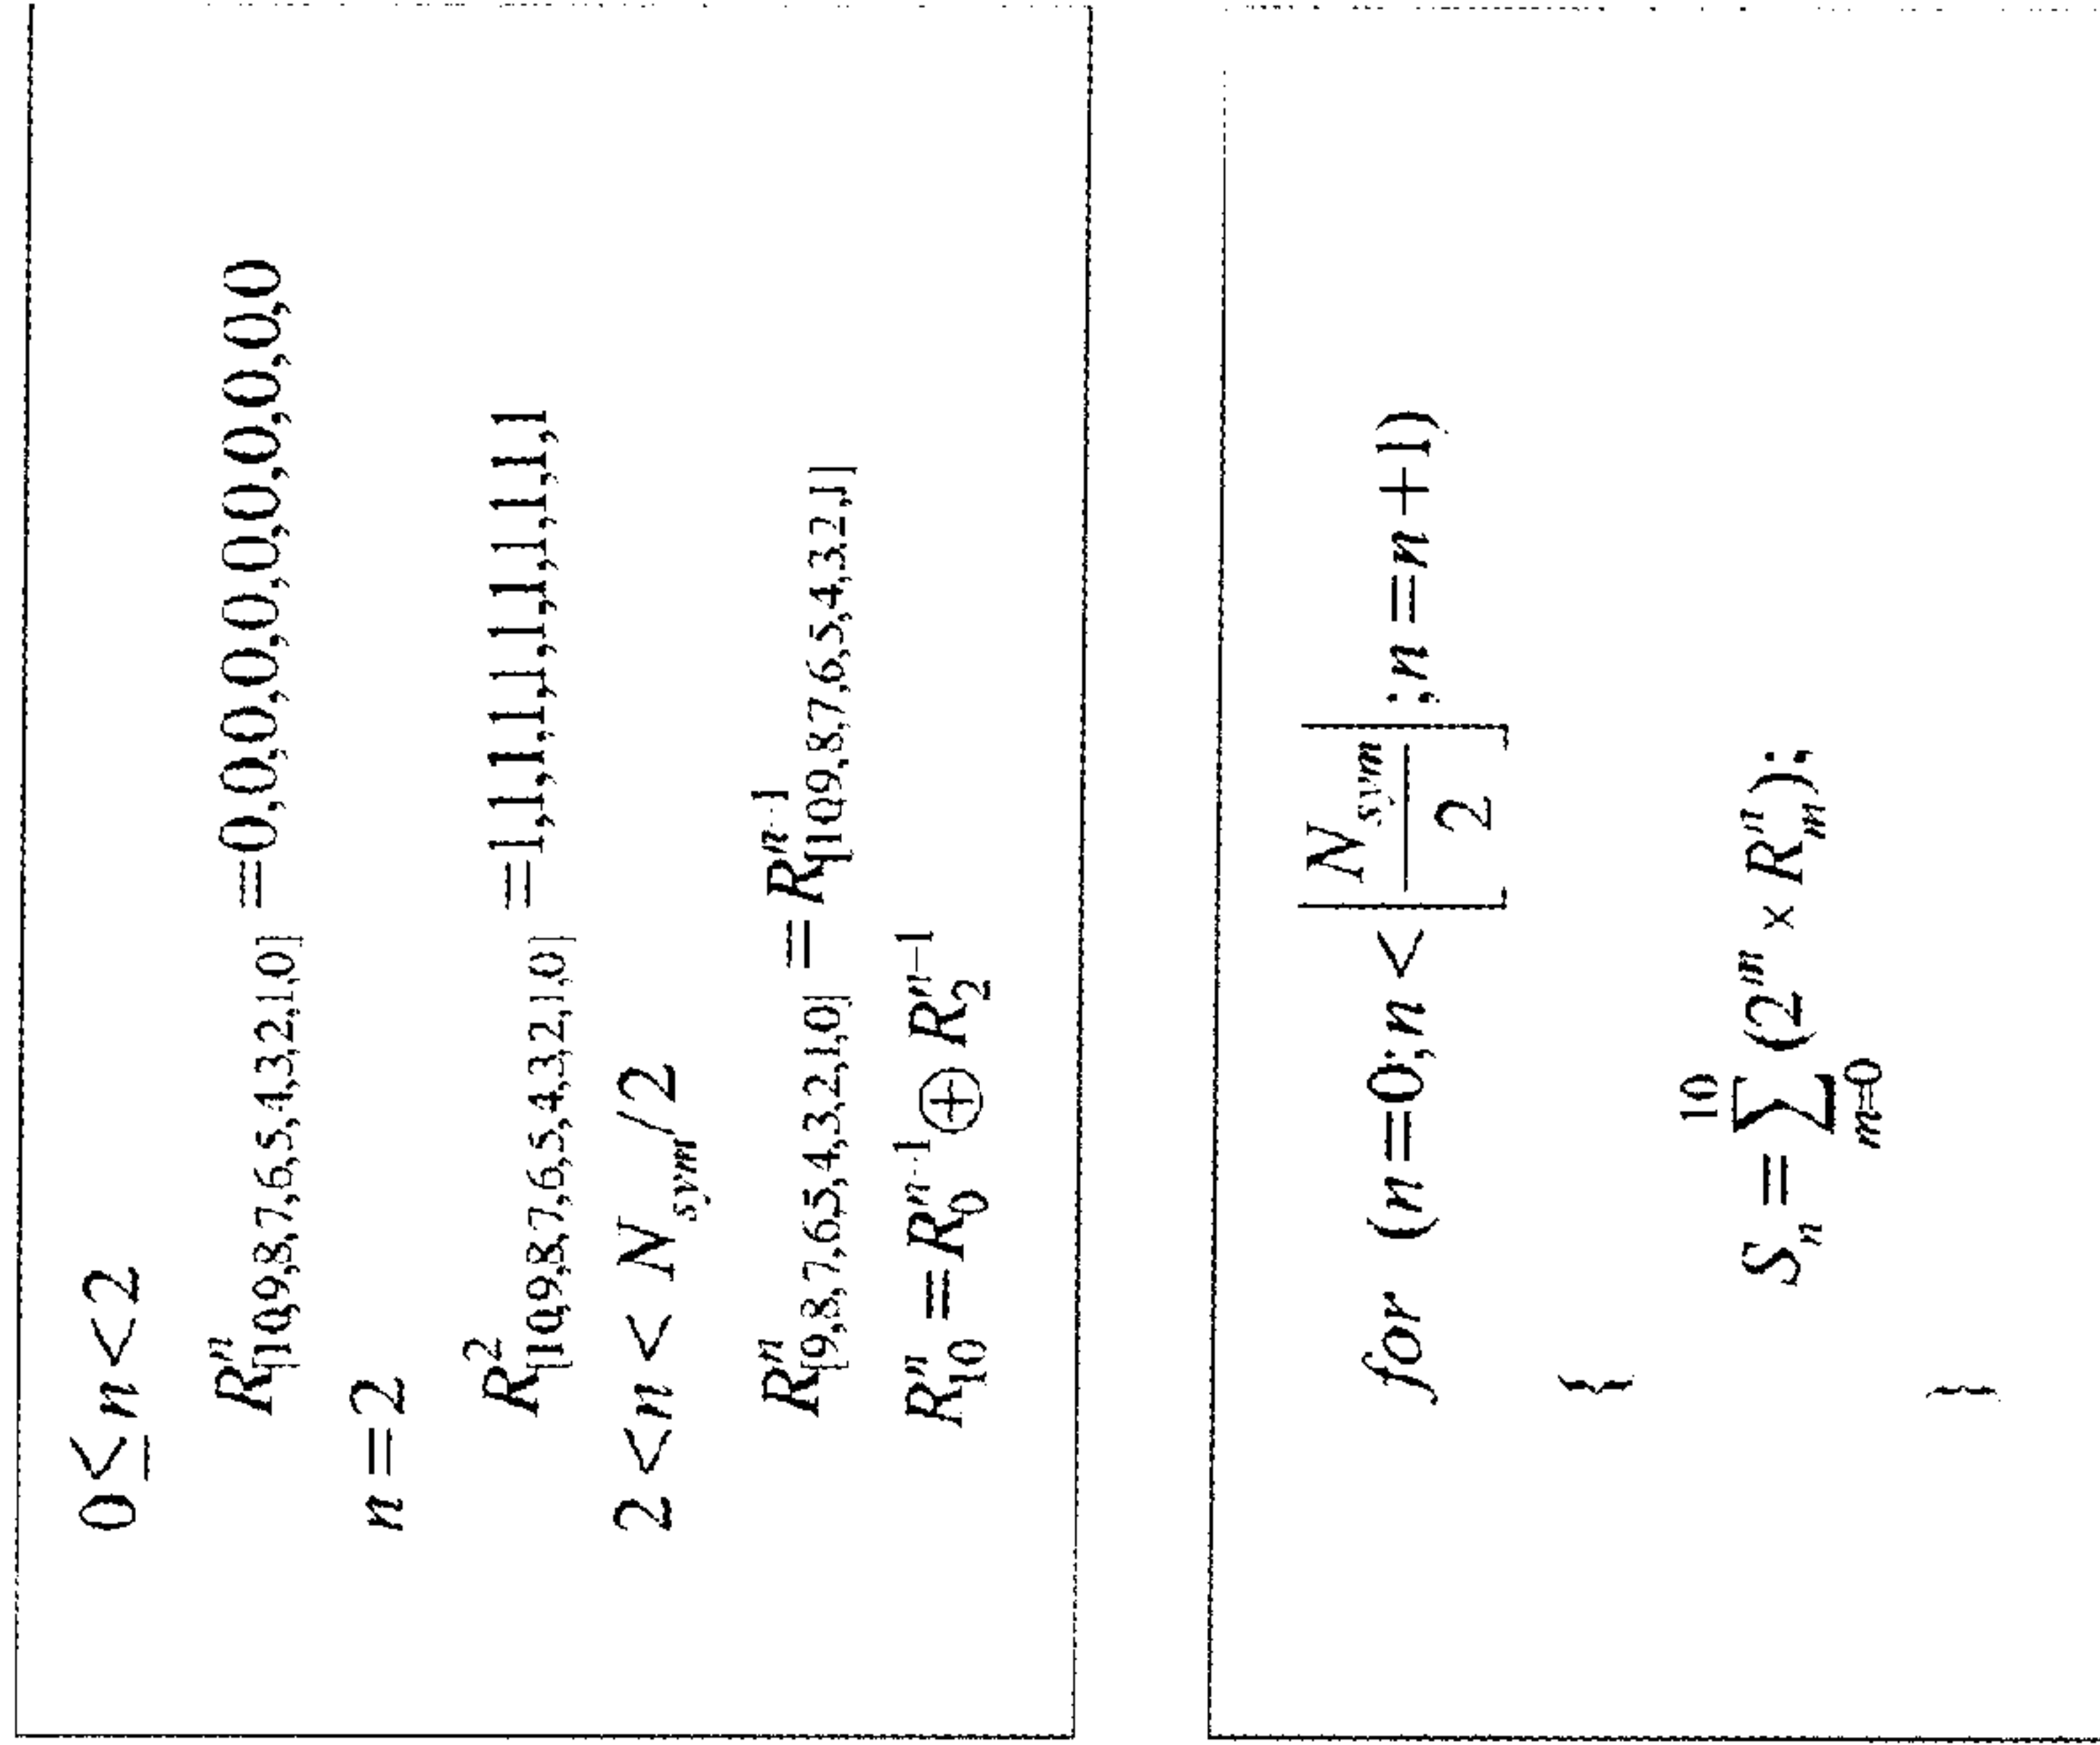 0≤n<2
R^n_[10,9,8,7,6,5,4,3,2,1,0] =0,0,0,0,0,0,0,0,0,0,0
n=2
R^2_[10,9,8,7,6,5,4,3,2,1,0] =1,1,1,1,1,1,1,1,1,1,1
2<n< N_sym/2
R^n_[9,8,7,6,5,4,3,2,1,0] = R^{n-1}_[10,9,8,7,6,5,4,3,2,1]
R^n_10 = R^{n-1}_0 ⊕ R^{n-1}_2
for (n=0;n<⌊N_sym/2⌋;n=n+1)
{
S_n = ∑_{m=0}^{10} (2^m × R^n_m);
}